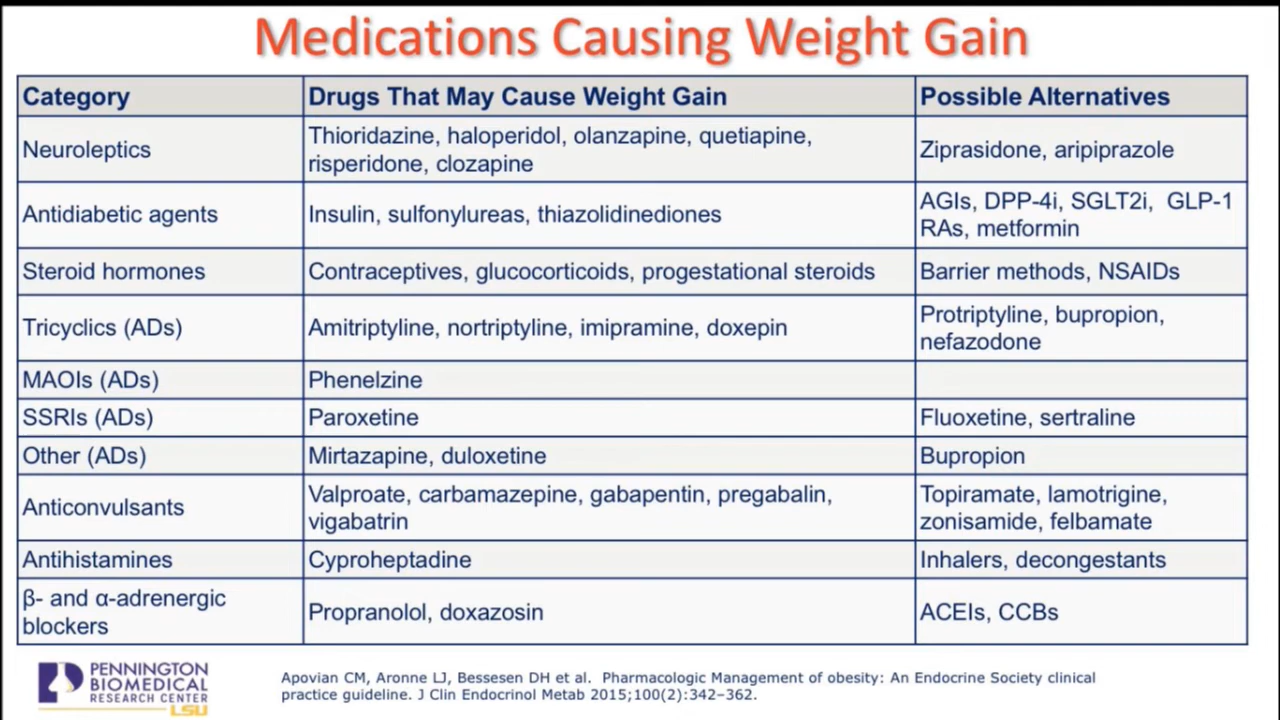 Medications Causing Weight Gain
Category Drugs That May Cause Weight Gain Possible Alternatives
Neuroleptics Thioridazine, haloperidol, olanzapine, quetiapine, risperidone, clozapine Ziprasidone, aripiprazole
Antidiabetic agents Insulin, sulfonylureas, thiazolidinediones AGIs, DPP-4i, SGLT2i, GLP-1 RAs, metformin
Steroid hormones Contraceptives, glucocorticoids, progestational steroids Barrier methods, NSAIDs
Tricyclics (ADs) Amitriptyline, nortriptyline, imipramine, doxepin Protriptyline, bupropion, nefazodone
MAOIs (ADs) Phenelzine
SSRIs (ADs) Paroxetine Fluoxetine, sertraline
Other (ADs) Mirtazapine, duloxetine Bupropion
Anticonvulsants Valproate, carbamazepine, gabapentin, pregabalin, vigabatrin Topiramate, lamotrigine, zonisamide, felbamate
Antihistamines Cyproheptadine Inhalers, decongestants
β- and α-adrenergic blockers Propranolol, doxazosin ACEIs, CCBs
PENNINGTON
BIOMEDICAL
RESEARCH CENTER
LSU
Apovian CM, Aronne LJ, Bessesen DH et al. Pharmacologic Management of obesity: An Endocrine Society clinical
practice guideline. J Clin Endocrinol Metab 2015;100(2):342–362.